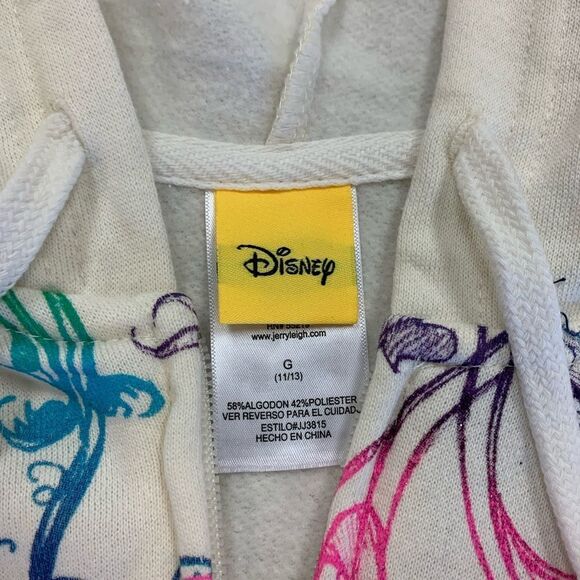 Disney
www.jerryleigh.com
G
(11/13)
58%ALGODON 42%POLIESTER
VER REVERSO PARA EL CUIDADO
ESTILO#JJ3815
HECHO EN CHINA